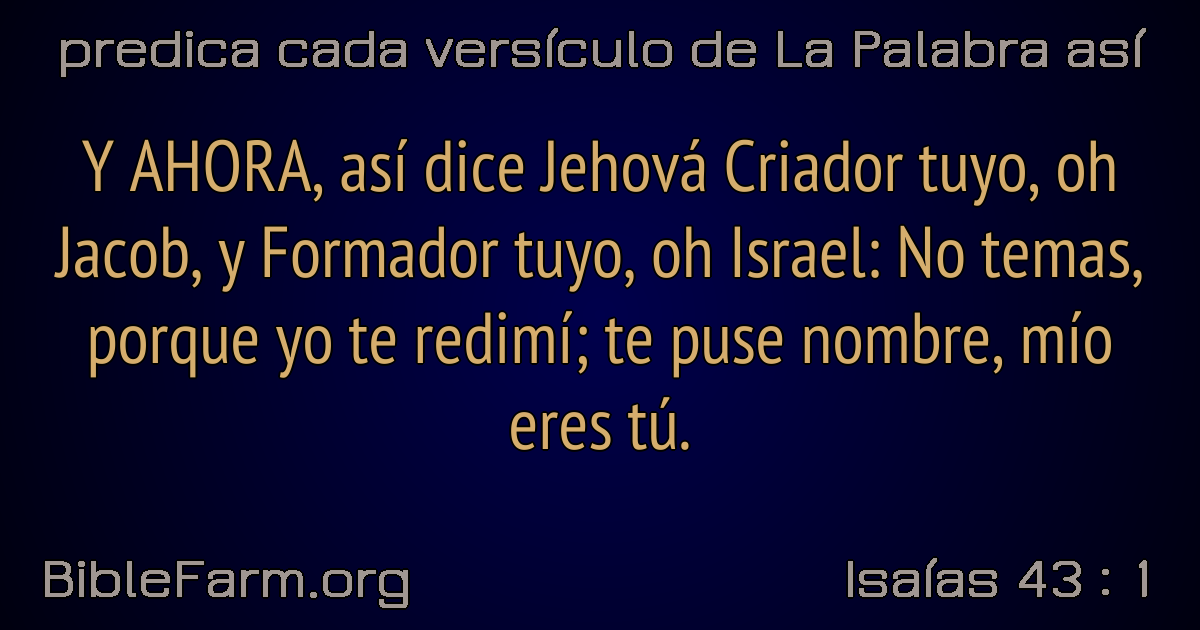 predica cada versículo de La Palabra así
Y AHORA, así dice Jehová Criador tuyo, oh
Jacob, y Formador tuyo, oh Israel: No temas,
porque yo te redimí; te puse nombre, mío
eres tú.
BibleFarm.org
Isaías 43 : 1